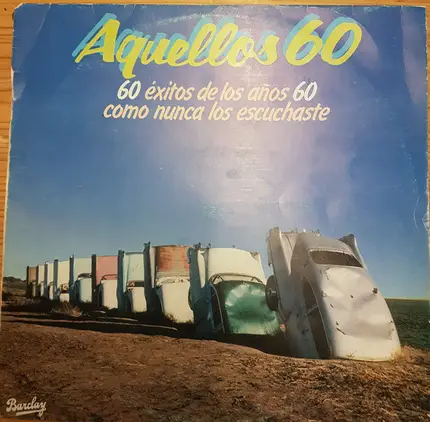 Aquellos 60
60 éxitos de los años 60
como nunca los escuchaste
Barclay